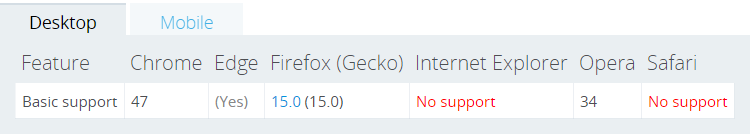 Desktop Mobile
Feature Chrome Edge Firefox (Gecko) Internet Explorer Opera Safari
Basic support 47 (Yes) 15.0 (15.0) No support 34 No support